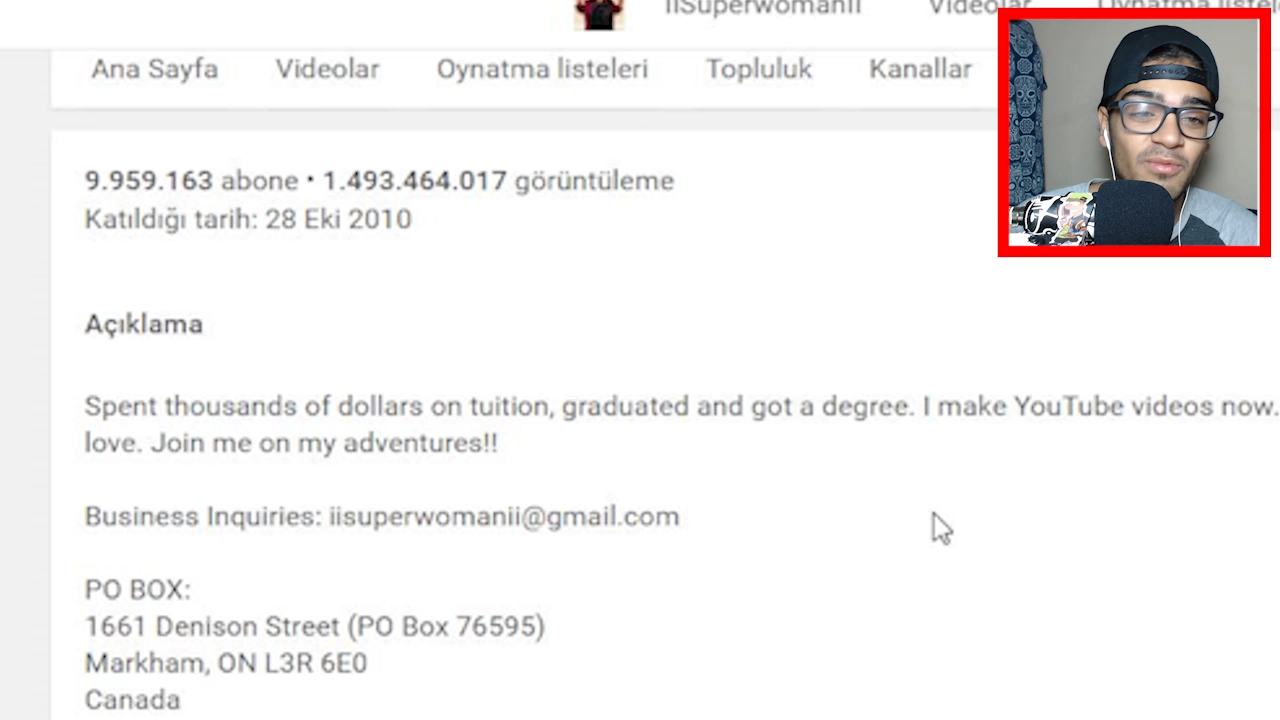 iiSuperwomanii Videolar Oynatma
Ana Sayfa Videolar Oynatma listeleri Topluluk Kanallar
9.959.163 abone • 1.493.464.017 görüntüleme
Katıldığı tarih: 28 Eki 2010
Açıklama
Spent thousands of dollars on tuition, graduated and got a degree. I make YouTube videos now.
love. Join me on my adventures!!
Business Inquiries: iisuperwomanii@gmail.com
PO BOX:
1661 Denison Street (PO Box 76595)
Markham, ON L3R 6E0
Canada